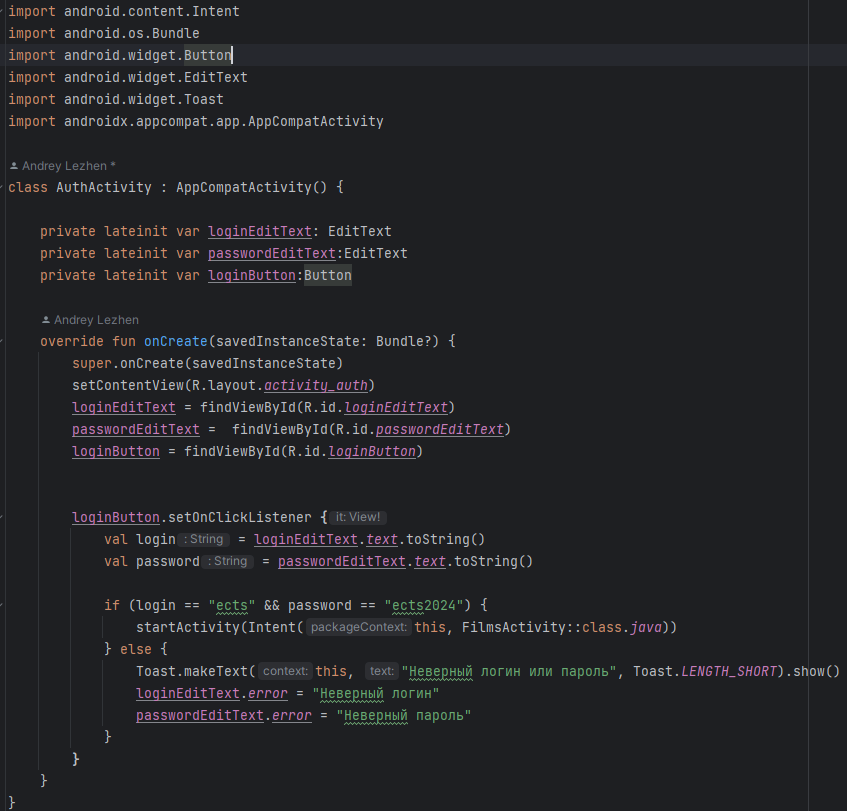 import android.content.Intent
import android.os.Bundle
import android.widget.Button
import android.widget.EditText
import android.widget.Toast
import androidx.appcompat.app.AppCompatActivity
Andrey Lezhen *
class AuthActivity : AppCompatActivity() {
private lateinit var loginEditText: EditText
private lateinit var passwordEditText:EditText
private lateinit var loginButton:Button
Andrey Lezhen
override fun onCreate(savedInstanceState: Bundle?) {
super.onCreate(savedInstanceState)
setContentView(R.layout.activity_auth)
loginEditText = findViewById(R.id.loginEditText)
passwordEditText =  findViewById(R.id.passwordEditText)
loginButton = findViewById(R.id.loginButton)
loginButton.setOnClickListener { it: View!
val login : String = loginEditText.text.toString()
val password : String = passwordEditText.text.toString()
if (login == "ects" && password == "ects2024") {
startActivity(Intent( packageContext: this, FilmsActivity::class.java))
} else {
Toast.makeText( context: this, text: "Неверный логин или пароль", Toast.LENGTH_SHORT).show()
loginEditText.error = "Неверный логин"
passwordEditText.error = "Неверный пароль"
}
}
}
}